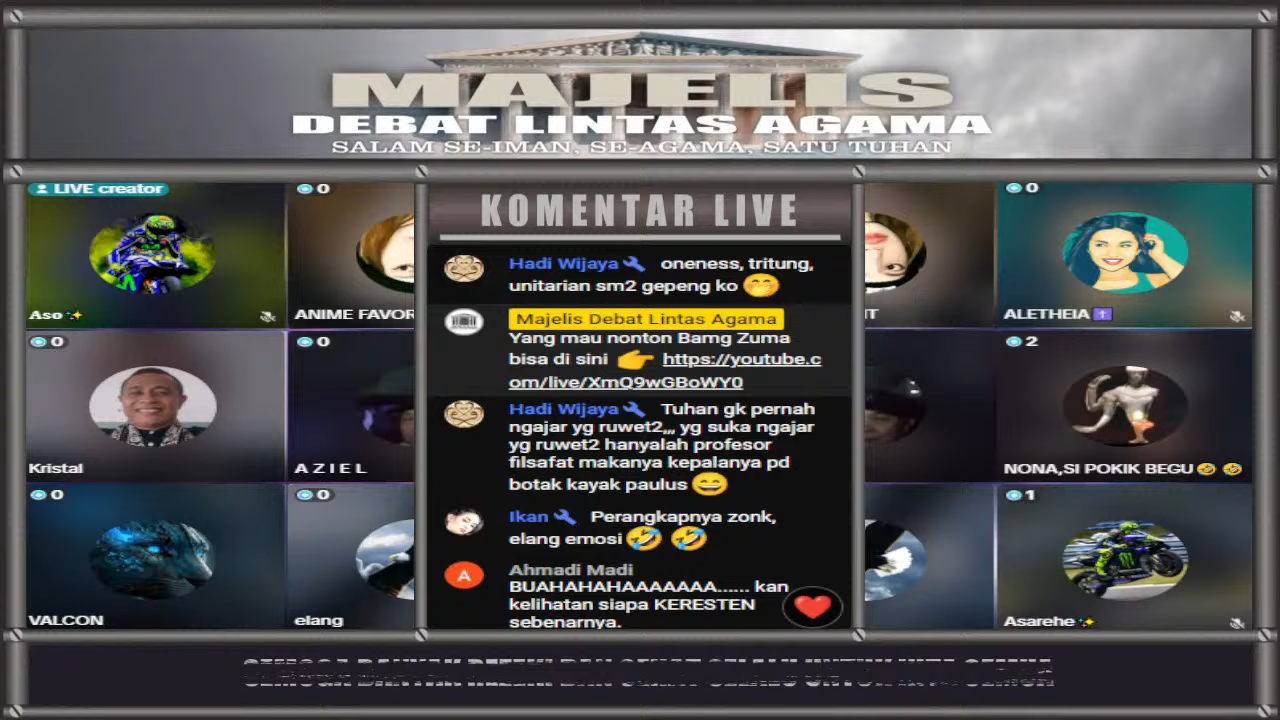 MAJELIS
DEBAT LINTAS AGAMA
SALAM SE-IMAN, SE-AGAMA, SATU TUHAN
LIVE creator
0
0
KOMENTAR LIVE
Aso
ANIME FAVOR
ALETHEIA
0
0
2
Kristal
A Z I E L
NONA,SI POKIK BEGU
0
0
1
VALCON
elang
Asarehe
Hadi Wijaya oneness, tritung,
unitarian sm2 gepeng ko
Majelis Debat Lintas Agama
Yang mau nonton Bamg Zuma
bisa di sini https://youtube.c
om/live/XmQ9wGBoWY0
Hadi Wijaya Tuhan gk pernah
ngajar yg ruwet2,,, yg suka ngajar
yg ruwet2 hanyalah profesor
filsafat makanya kepalanya pd
botak kayak paulus
Ikan Perangkapnya zonk,
elang emosi
A
Ahmadi Madi
BUAHAHAHAAAAAAA...... kan
kelihatan siapa KERESTEN
sebenarnya.